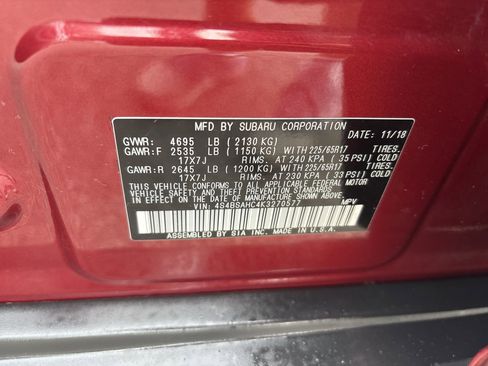 MFD BY SUBARU CORPORATION DATE: 11/18
GVWR: 4695 LB (2130 KG)
GAWR:F 2535 LB (1150 KG) WITH 225/65R17 TIRES.
17X7J RIMS. AT 240 KPA (35 PSI) COLD
GAWR:R 2645 LB (1200 KG) WITH 225/65R17 TIRES.
17X7J RIMS. AT 230 KPA (33 PSI) COLD
THIS VEHICLE CONFORMS TO ALL APPLICABLE FEDERAL MOTOR
VEHICLE SAFETY AND THEFT PREVENTION STANDARDS
IN EFFECT ON THE DATE OF MANUFACTURE SHOWN ABOVE.
VIN: 4S4BSAHC4K3270577 MPV
ASSEMBLED BY SIA INC. MADE IN U.S.A.